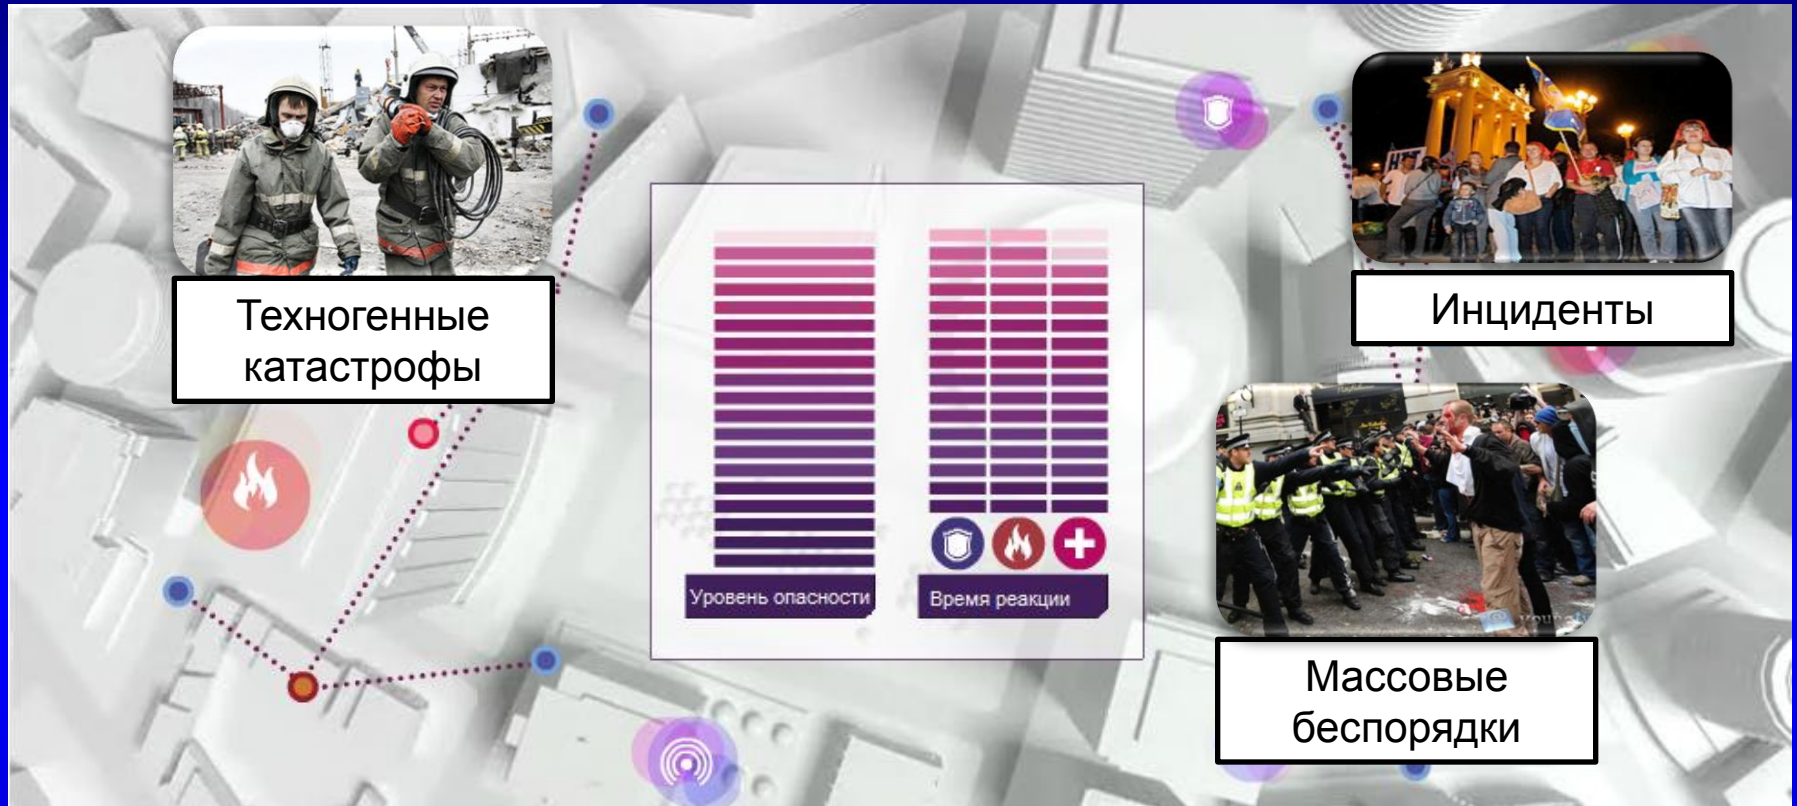 Техногенные
катастрофы
Инциденты
Уровень опасности
Время реакции
Массовые
беспорядки